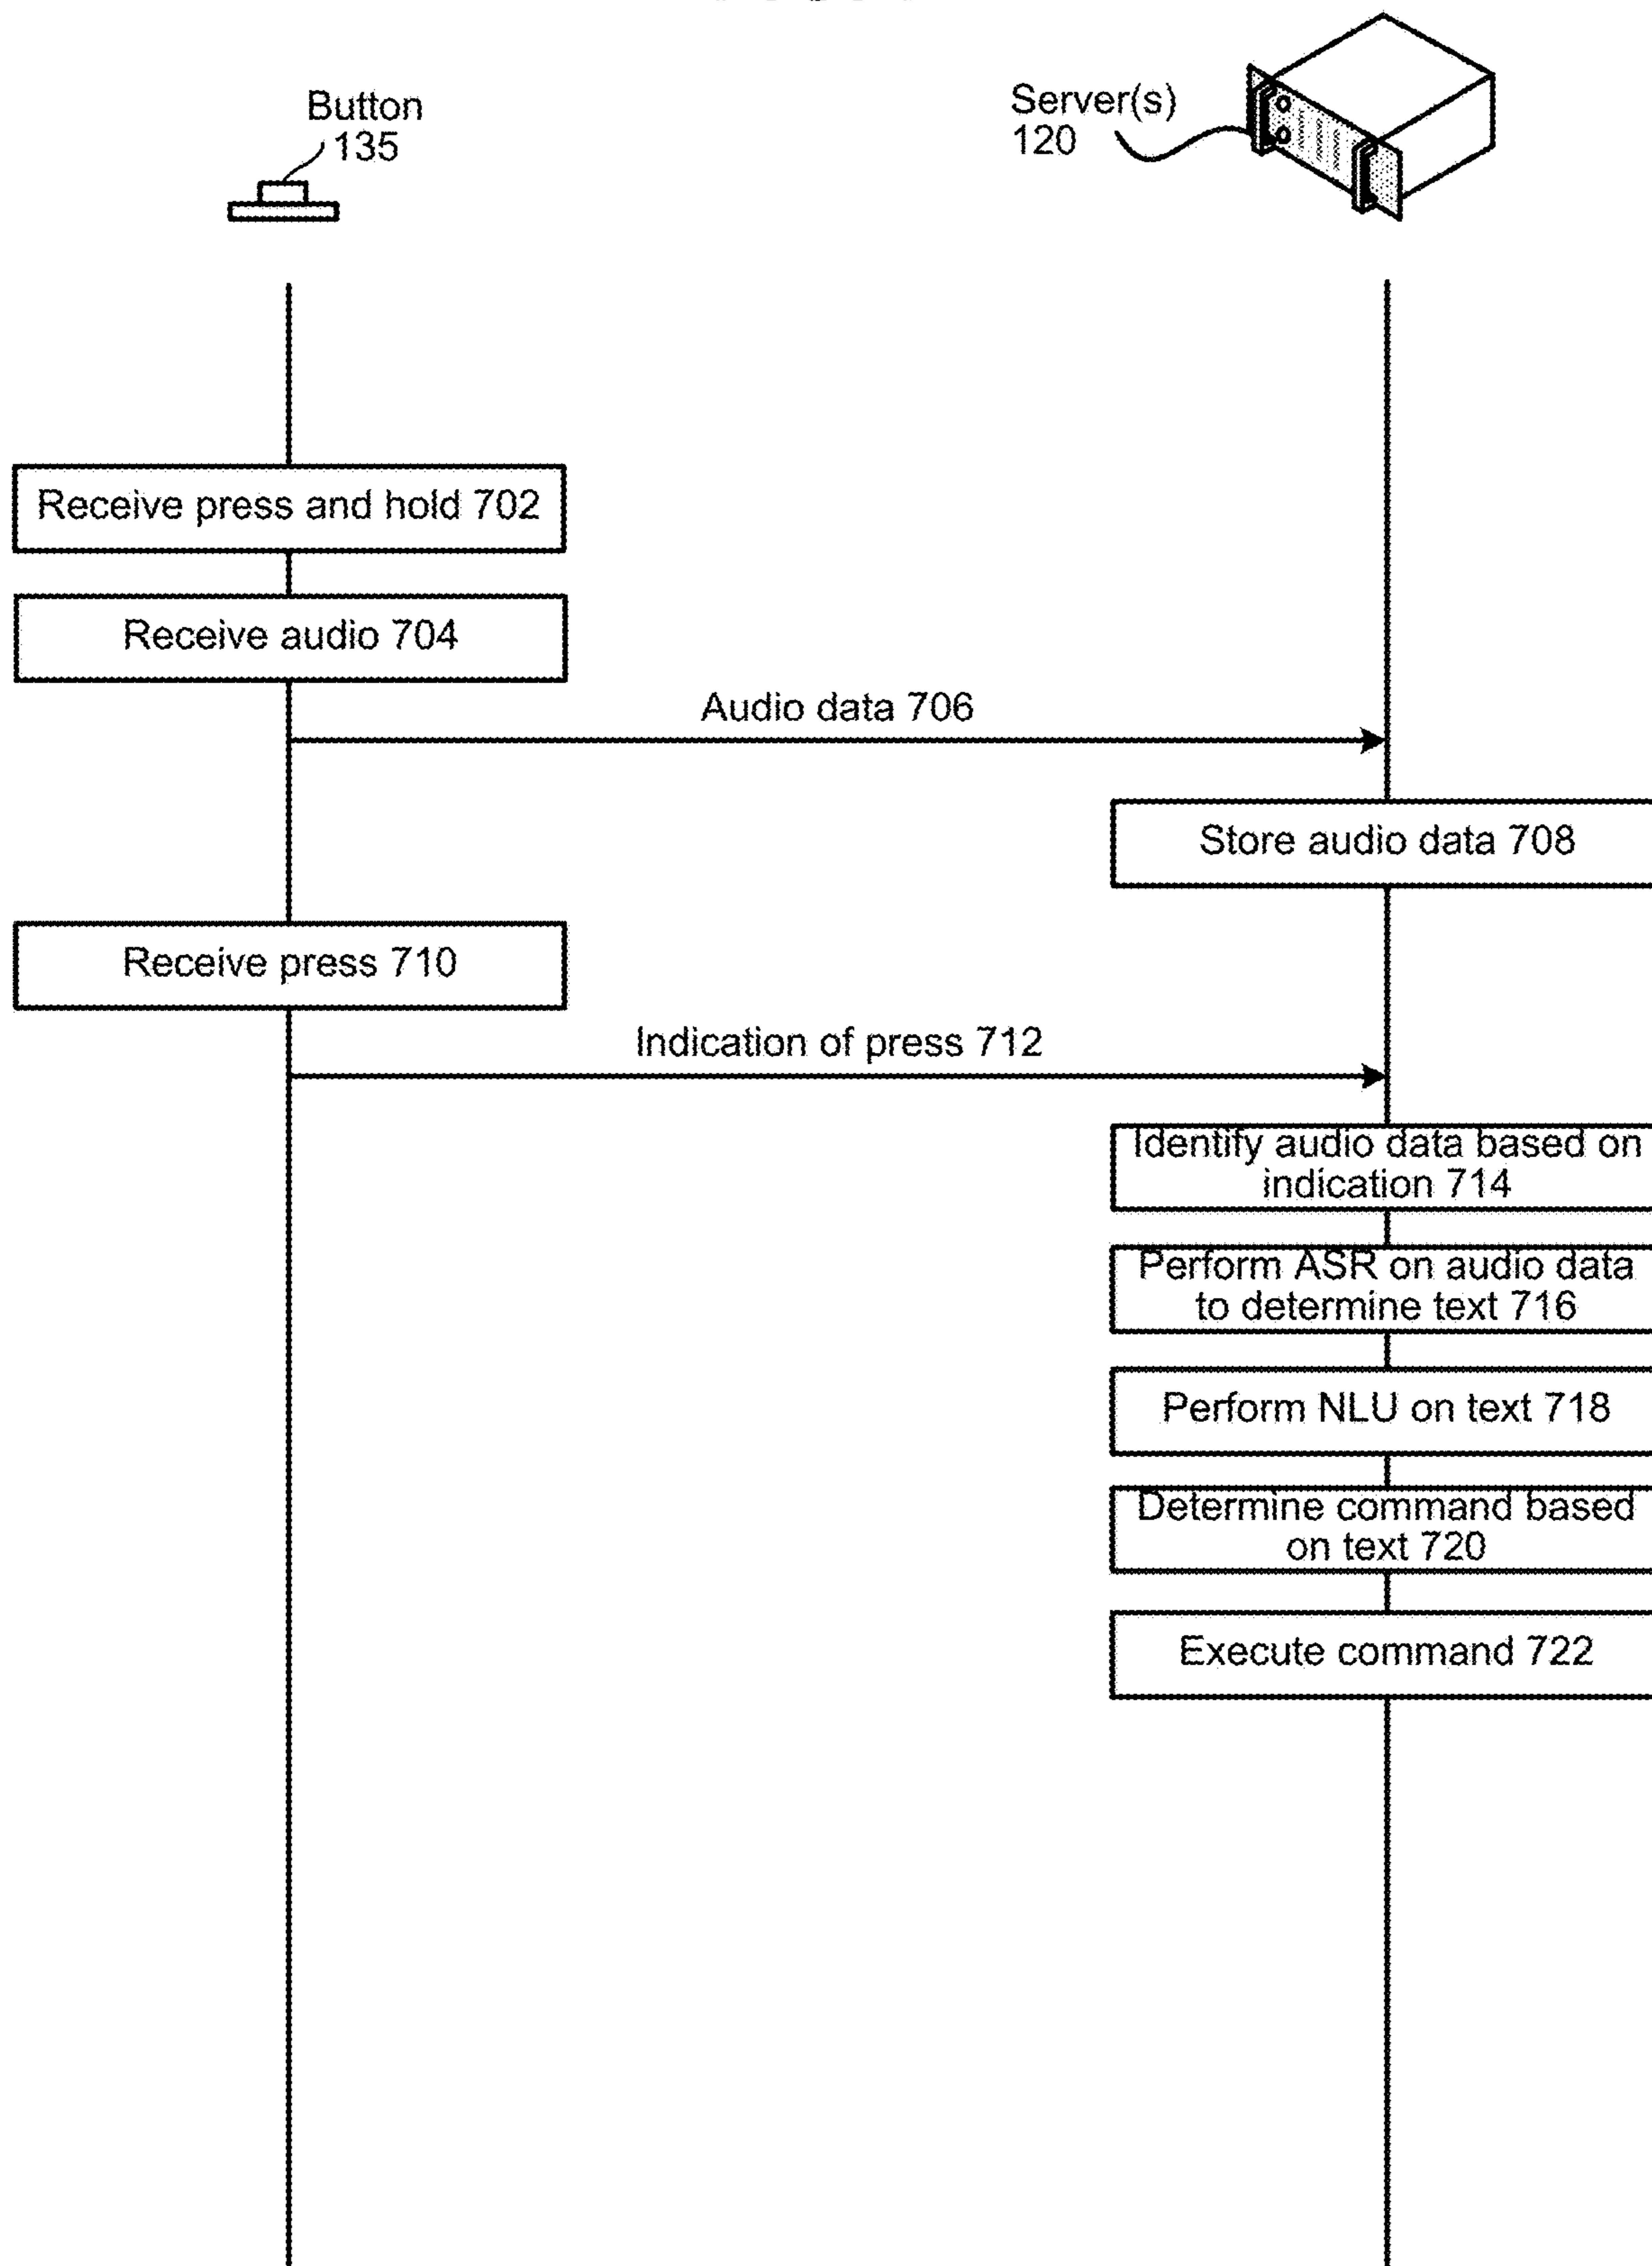 Button
135
Server(s)
120
Receive press and hold 702
Receive audio 704
Audio data 706
Store audio data 708
Receive press 710
Indication of press 712
Identify audio data based on
indication 714
Perform ASR on audio data
to determine text 716
Perform NLU on text 718
Determine command based
on text 720
Execute command 722